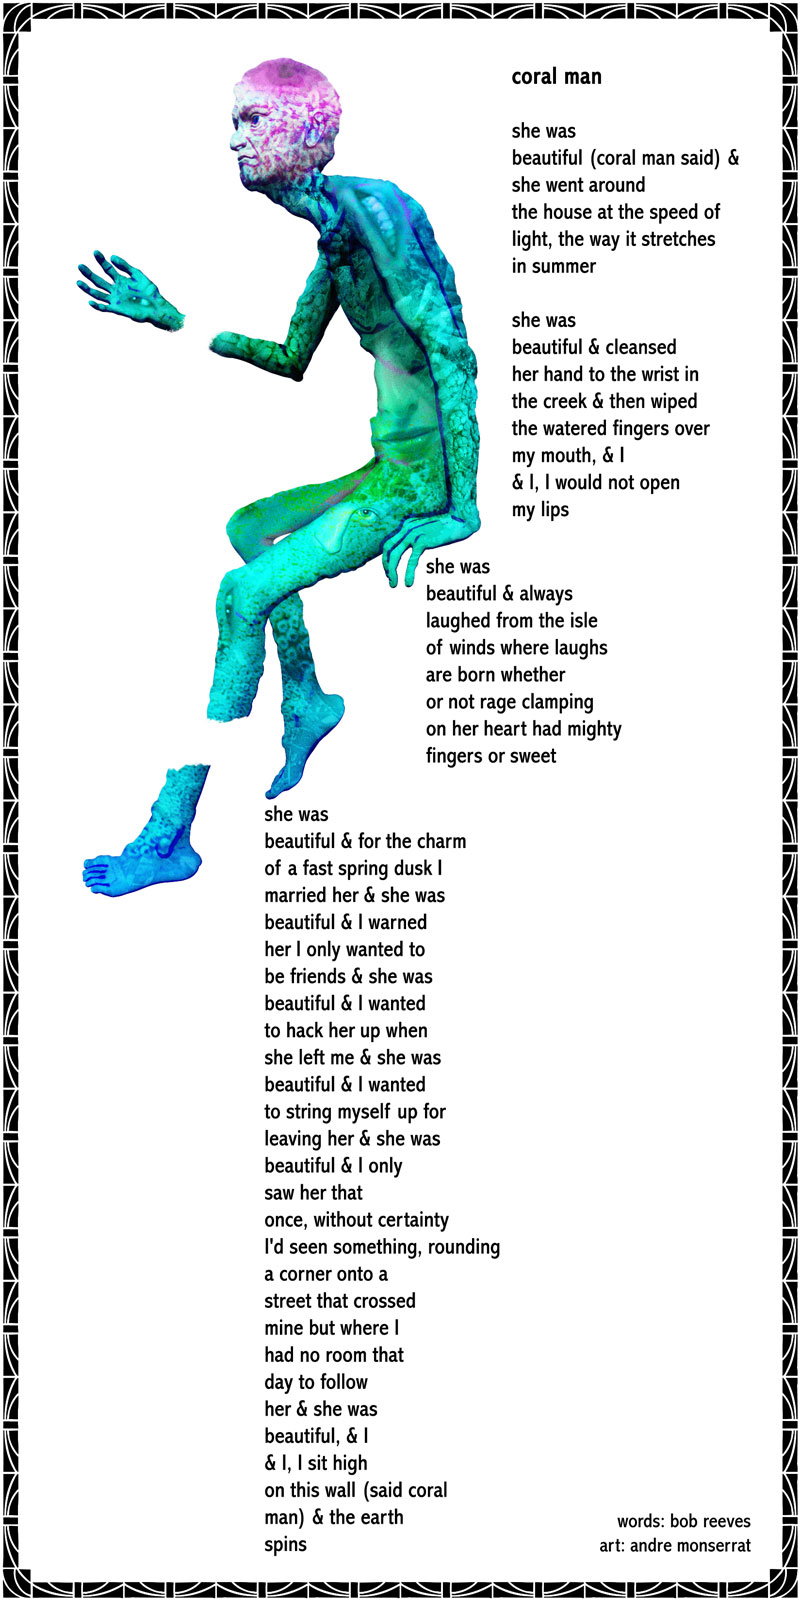 coral man
she was
beautiful (coral man said) &
she went around
the house at the speed of
light, the way it stretches
in summer
she was
beautiful & cleansed
her hand to the wrist in
the creek & then wiped
the watered fingers over
my mouth, & I
& I, I would not open
my lips
she was
beautiful & always
laughed from the isle
of winds where laughs
are born whether
or not rage clamping
on her heart had mighty
fingers or sweet
she was
beautiful & for the charm
of a fast spring dusk I
married her & she was
beautiful & I warned
her I only wanted to
be friends & she was
beautiful & I wanted
to hack her up when
she left me & she was
beautiful & I wanted
to string myself up for
leaving her & she was
beautiful & I only
saw her that
once, without certainty
I'd seen something, rounding
a corner onto a
street that crossed
mine but where I
had no room that
day to follow
her & she was
beautiful, & I
& I, I sit high
on this wall (said coral
man) & the earth
spins
words: bob reeves
art: andre monserrat